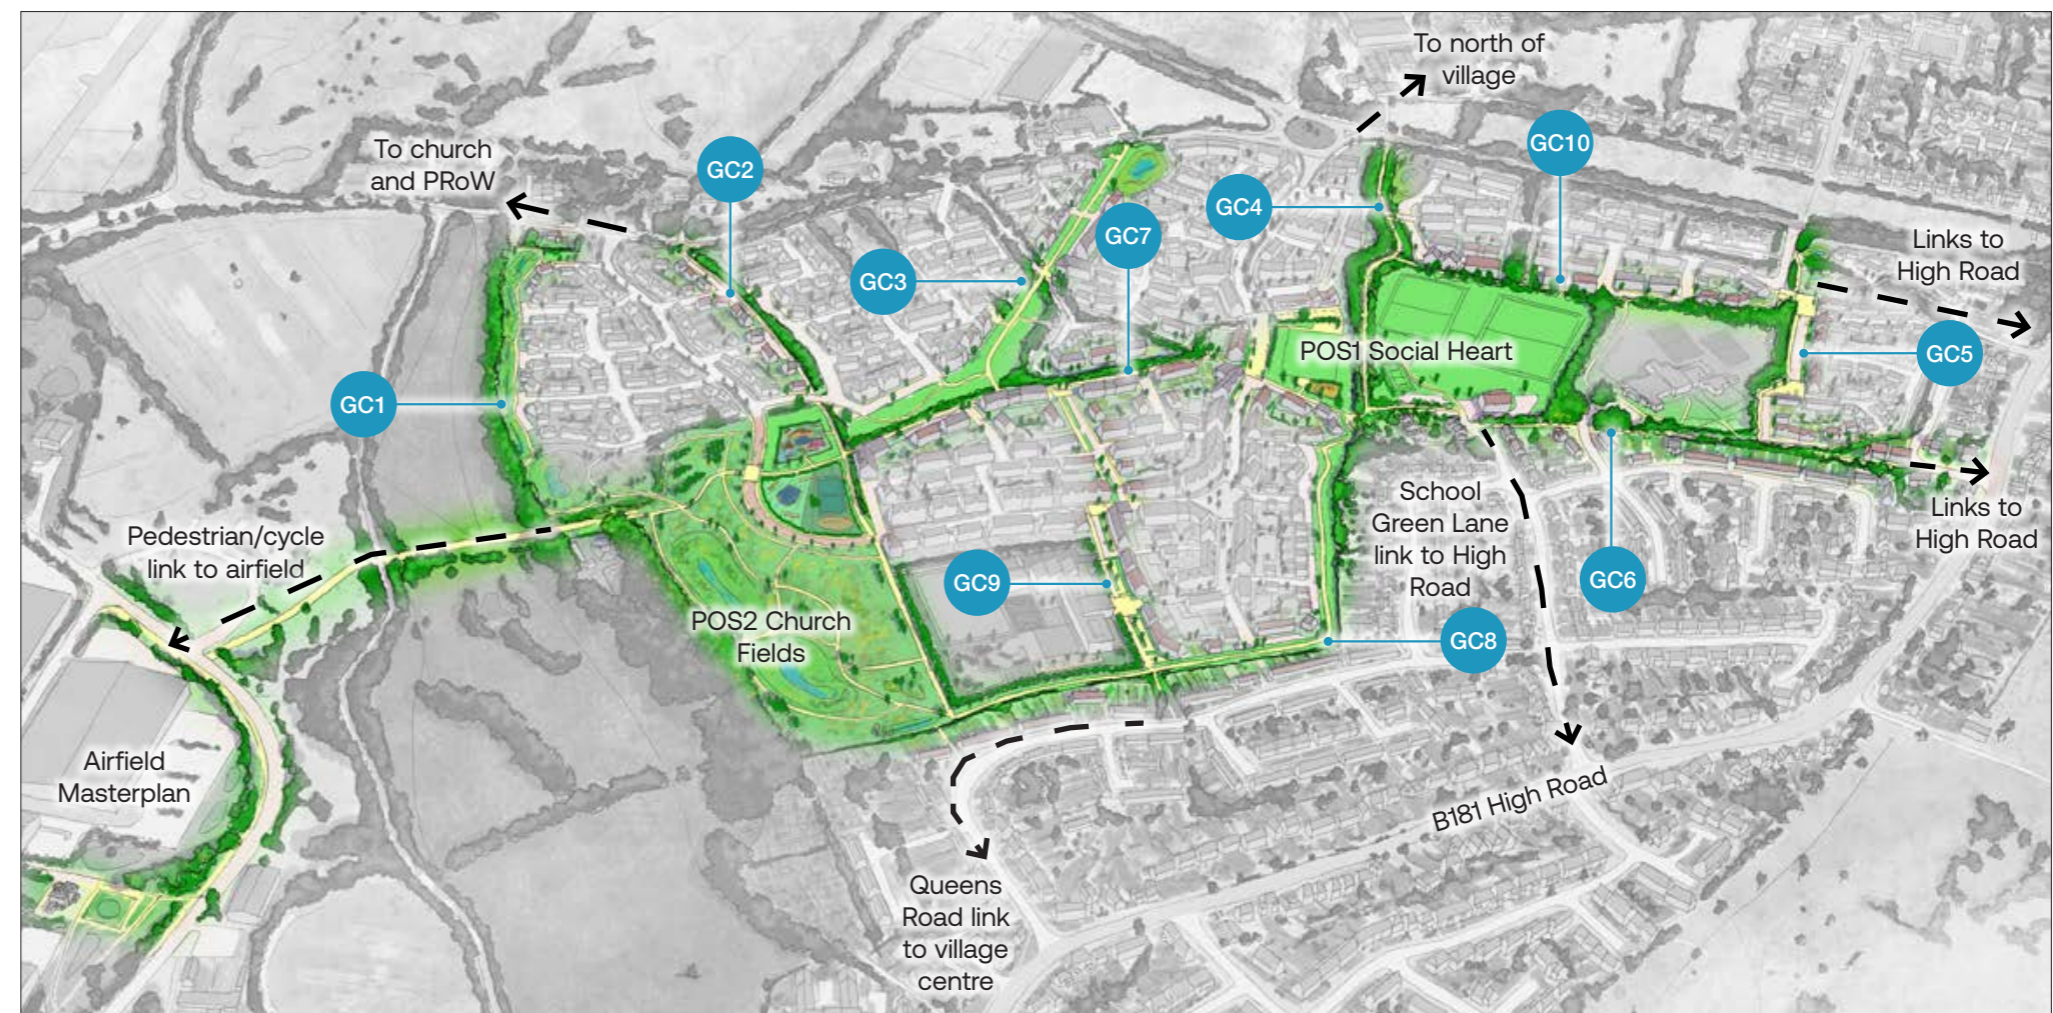 To north of
village
To church
and PRoW
GC2
GC10
GC4
GC7
Links to
High Road
GC3
POS1 Social Heart
GC5
GC1
School
Green Lane
link to High
Road
Links to
High Road
Pedestrian/cycle
link to airfield
GC9
GC6
POS2 Church
Fields
GC8
Airfield
Masterplan
B181 High Road
Queens
Road link
to village
centre